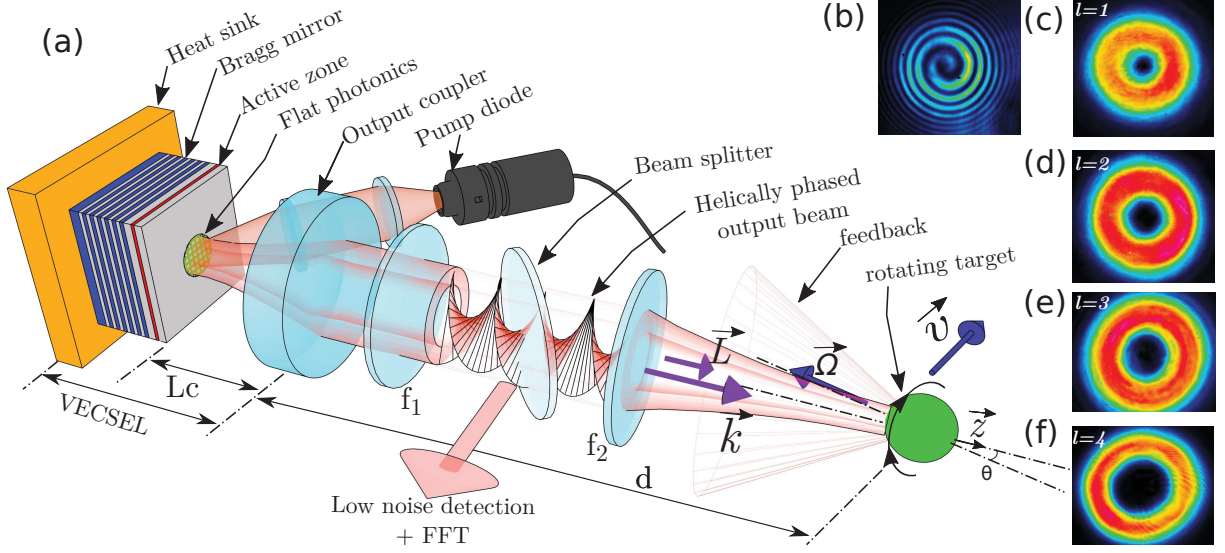 (a)
Heat sink
Bragg mirror
Active zone
Flat photonics
Output coupler
Pump diode
Beam splitter
Helically phased
output beam
feedback
rotating target
VECSEL
Lc
f1
f2
d
L
k
Ω
v
z
θ
Low noise detection
+ FFT
(b)
(c)
l=1
(d)
l=2
(e)
l=3
(f)
l=4